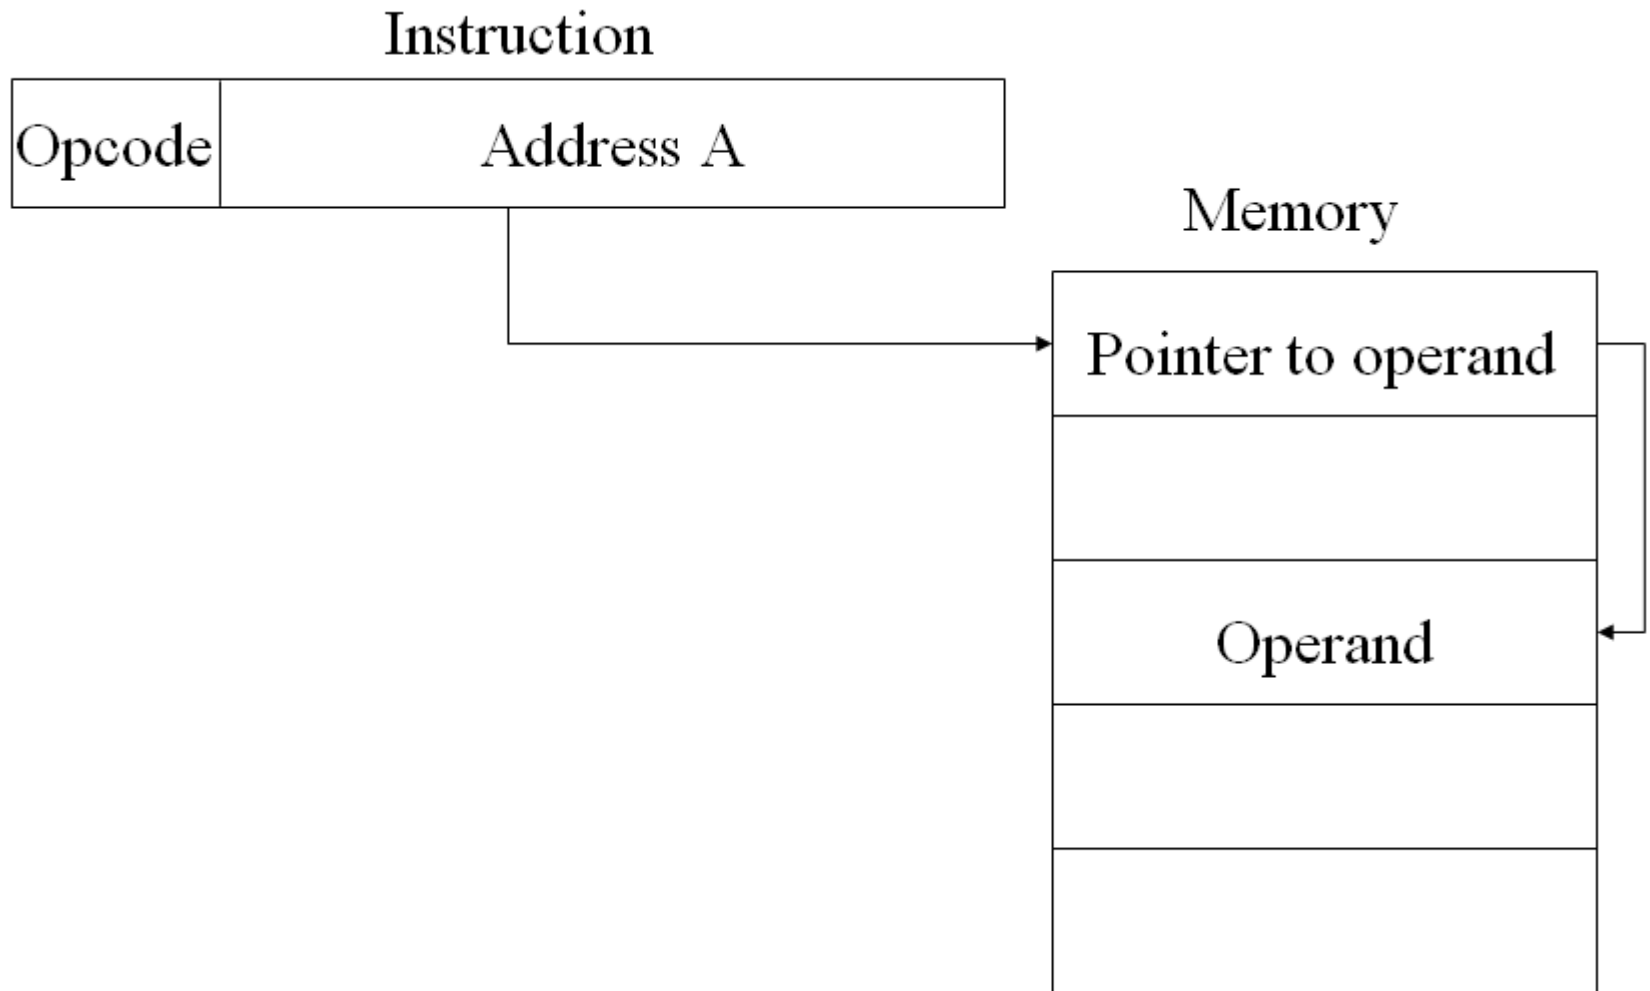 Instruction
Opcode Address A
Memory
Pointer to operand
Operand